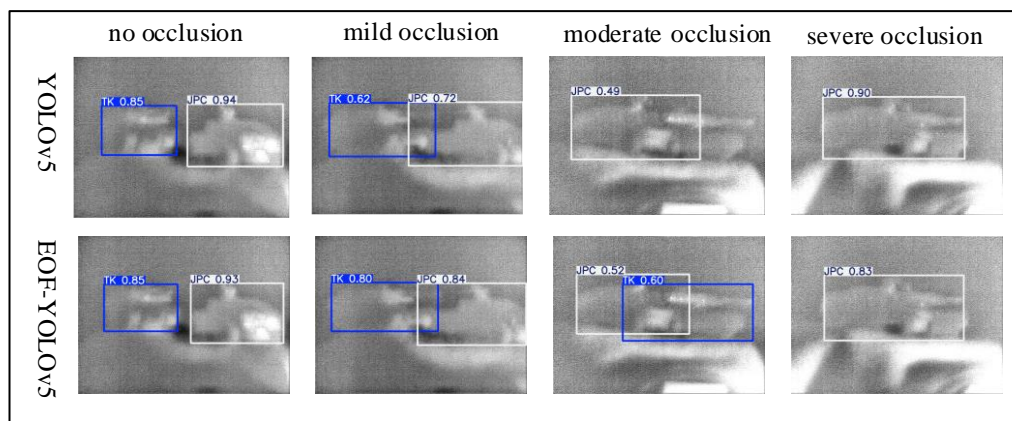 no occlusion
mild occlusion
moderate occlusion
severe occlusion
YOLOv5
TK 0.85
JPC 0.94
TK 0.62
JPC 0.72
JPC 0.49
JPC 0.90
EOF-YOLOv5
TK 0.85
JPC 0.93
TK 0.80
JPC 0.84
JPC 0.52
TK 0.60
JPC 0.83